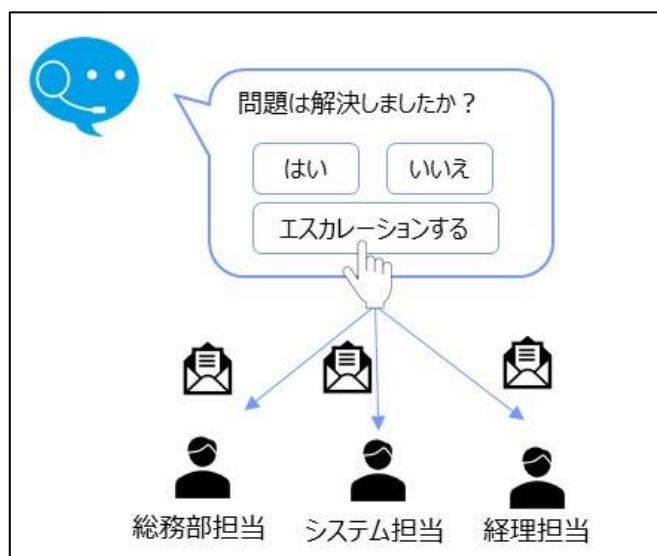 問題は解決しましたか？
はい
いいえ
エスカレーションする
総務部担当
システム担当
経理担当